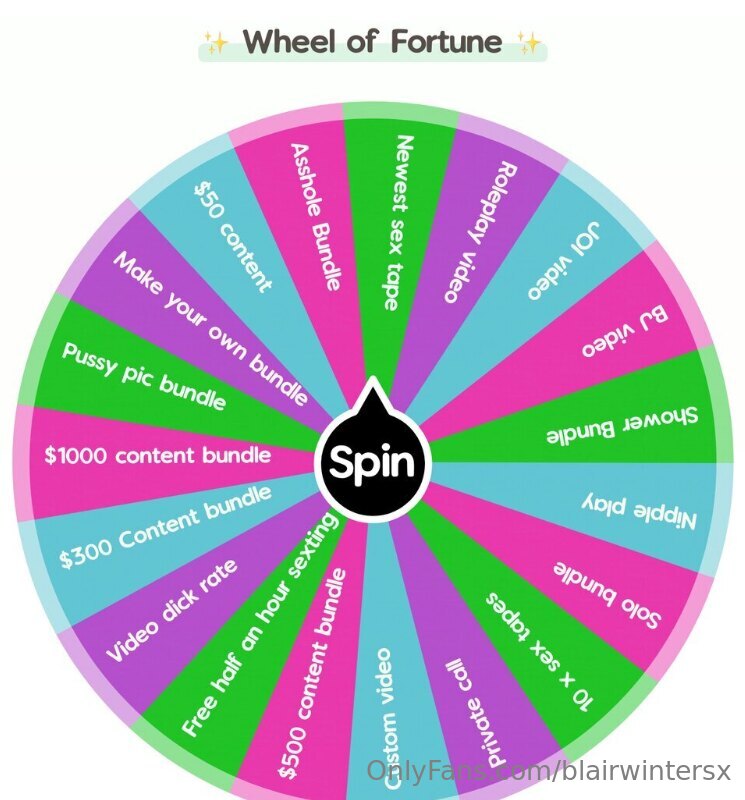 ✨ Wheel of Fortune ✨
Newest sex tape
Roleplay video
JOI video
BJ video
Shower Bundle
Nipple play
Solo bundle
10 x sex tapes
Private call
Custom video
$500 content bundle
Free half an hour sexting
Video dick rate
$300 Content bundle
$1000 content bundle
Pussy pic bundle
Make your own bundle
$50 content
Asshole Bundle
Spin
OnlyFans.com/blairwintersx